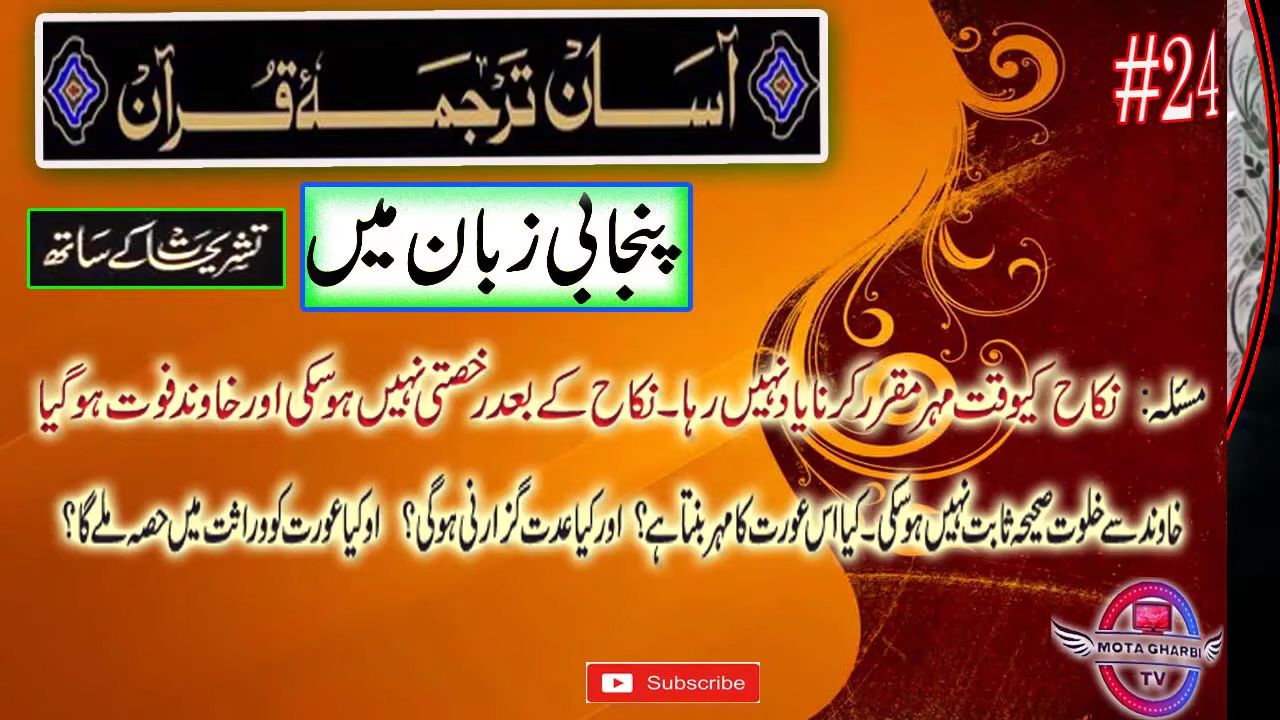 #24
آسان ترجمۂ قرآن
پنجابی زبان میں
تشریحات کے ساتھ
مسئلہ: نکاح کیوقت مہر مقرر کرنا یاد نہیں رہا۔ نکاح کے بعد رخصتی نہیں ہو سکی اور خاوند فوت ہو گیا
خاوند سے خلوت صحیحہ ثابت نہیں ہو سکی۔ کیا اس عورت کا مہر بنتا ہے؟ اور کیا عدت گزارنی ہو گی؟ او کیا عورت کو وراثت میں حصہ ملے گا؟
MOTA GHARBI
TV
Subscribe